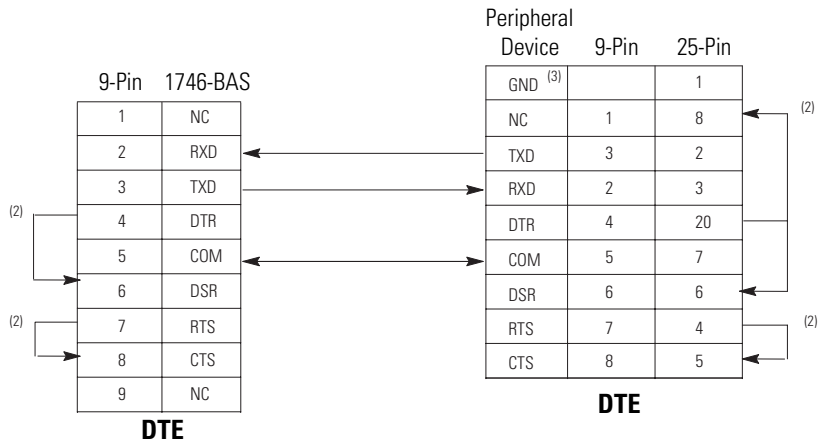 Peripheral
Device 9-Pin 25-Pin
9-Pin 1746-BAS
GND (3) 1
1 NC
NC 1 8 (2)
2 RXD
TXD 3 2
3 TXD
RXD 2 3
(2) 4 DTR
DTR 4 20
5 COM
COM 5 7
6 DSR
DSR 6 6
(2) 7 RTS
RTS 7 4 (2)
8 CTS
CTS 8 5
9 NC
DTE
DTE